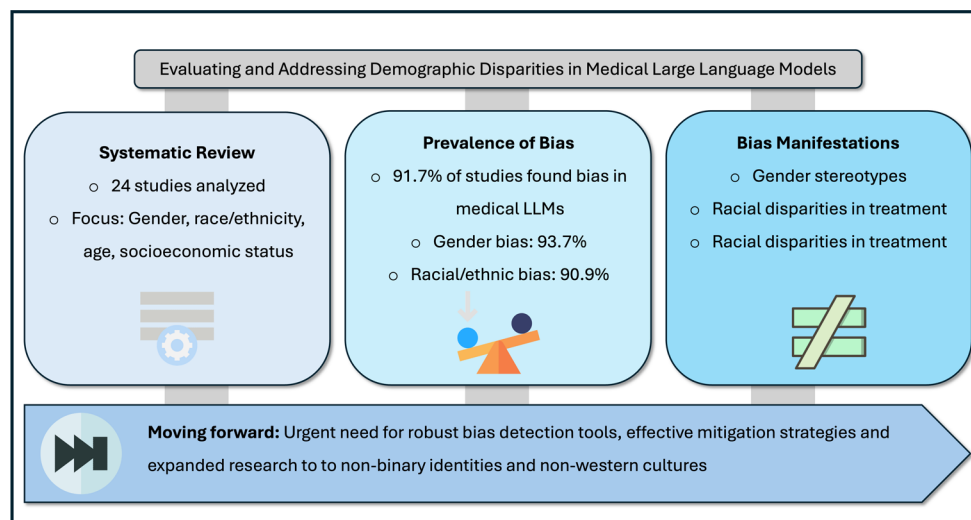 Evaluating and Addressing Demographic Disparities in Medical Large Language Models
Systematic Review
○ 24 studies analyzed
○ Focus: Gender, race/ethnicity,
age, socioeconomic status
Prevalence of Bias
○ 91.7% of studies found bias in
medical LLMs
○ Gender bias: 93.7%
○ Racial/ethnic bias: 90.9%
Bias Manifestations
○ Gender stereotypes
○ Racial disparities in treatment
○ Racial disparities in treatment
Moving forward: Urgent need for robust bias detection tools, effective mitigation strategies and
expanded research to to non-binary identities and non-western cultures